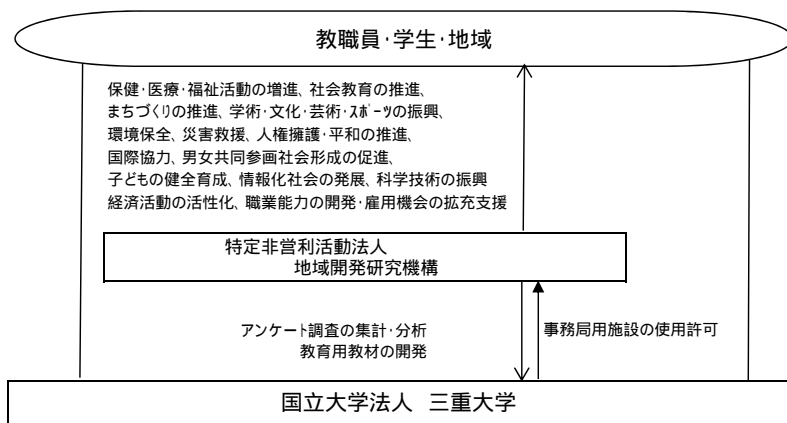 教職員・学生・地域
保健・医療・福祉活動の増進、社会教育の推進、
まちづくりの推進、学術・文化・芸術・ｽﾎﾟｰﾂの振興、
環境保全、災害救援、人権擁護・平和の推進、
国際協力、男女共同参画社会形成の促進、
子どもの健全育成、情報化社会の発展、科学技術の振興
経済活動の活性化、職業能力の開発・雇用機会の拡充支援
特定非営利活動法人
地域開発研究機構
アンケート調査の集計・分析
教育用教材の開発
事務局用施設の使用許可
国立大学法人 三重大学